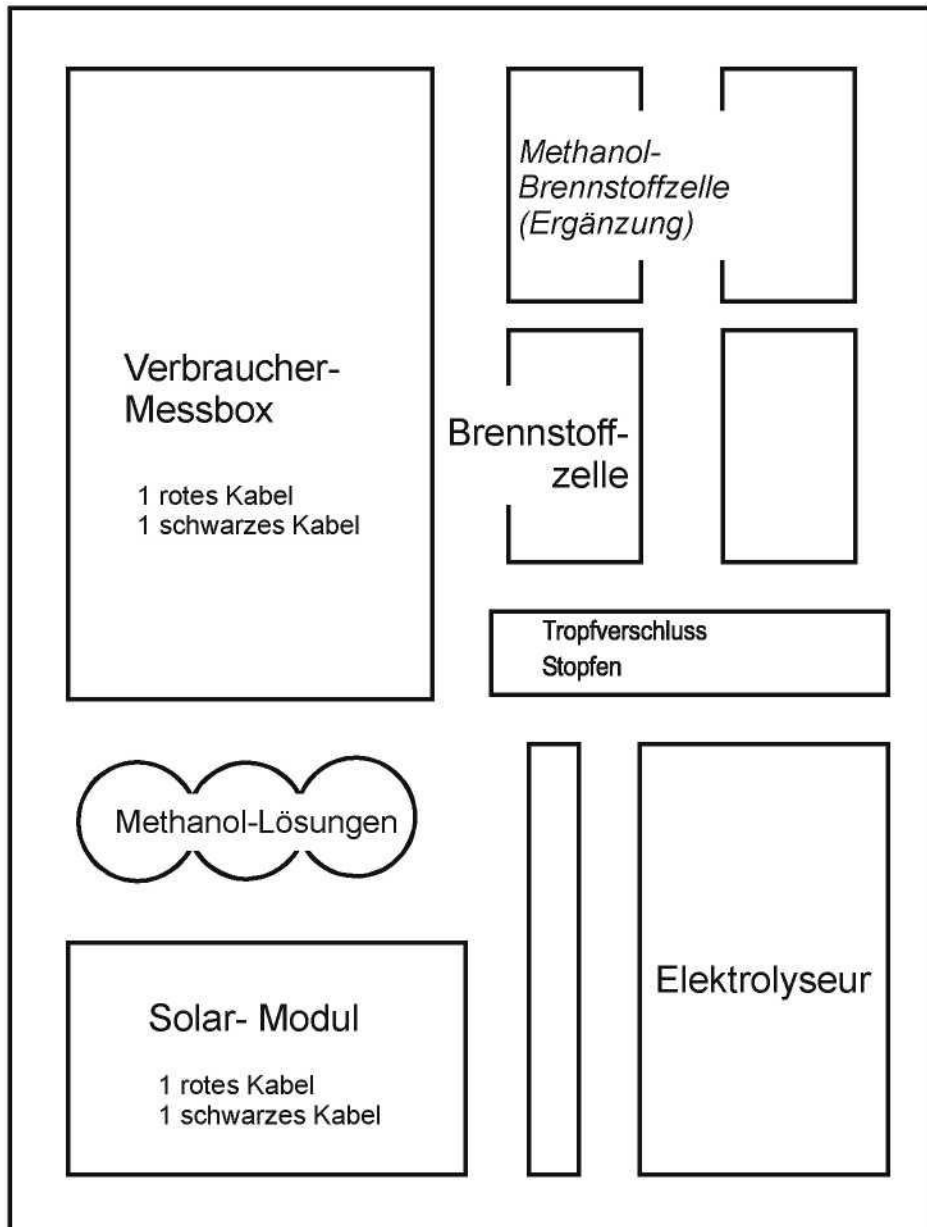 Methanol-
Brennstoffzelle
(Ergänzung)
Verbraucher-
Messbox
1 rotes Kabel
1 schwarzes Kabel
Brennstoff-
zelle
Tropfverschluss
Stopfen
Methanol-Lösungen
Solar- Modul
1 rotes Kabel
1 schwarzes Kabel
Elektrolyseur